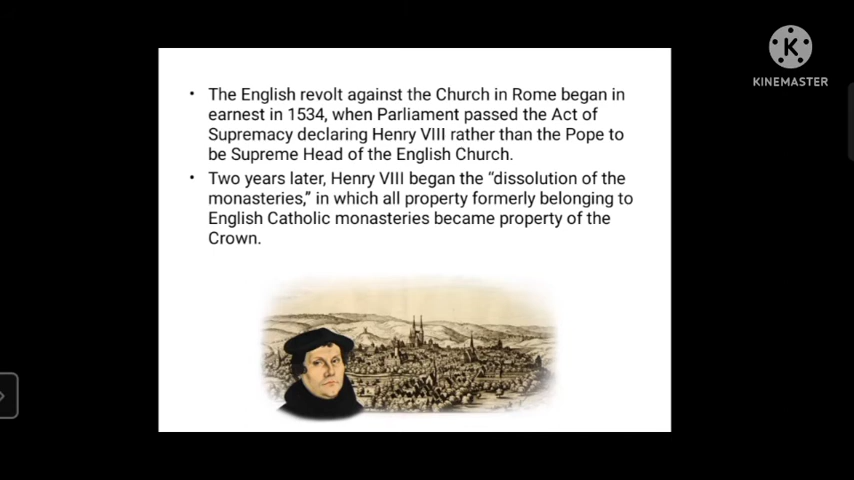 KINEMASTER
• The English revolt against the Church in Rome began in
earnest in 1534, when Parliament passed the Act of
Supremacy declaring Henry VIII rather than the Pope to
be Supreme Head of the English Church.
• Two years later, Henry VIII began the “dissolution of the
monasteries,” in which all property formerly belonging to
English Catholic monasteries became property of the
Crown.